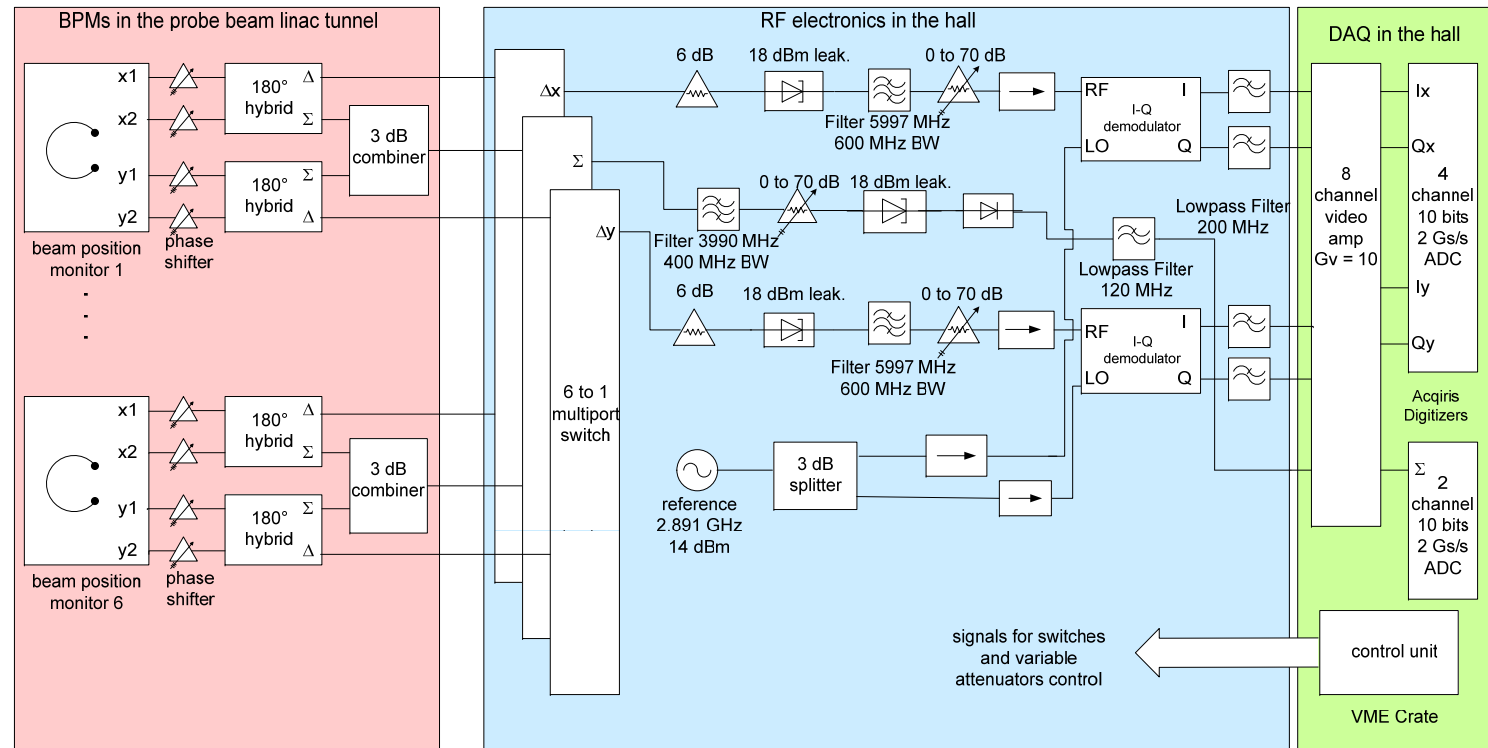 BPMs in the probe beam linac tunnel
x1
x2
y1
y2
180°
hybrid
Δ
Σ
180°
hybrid
Σ
Δ
3 dB
combiner
beam position
monitor 1
phase
shifter
x1
x2
y1
y2
180°
hybrid
Δ
Σ
180°
hybrid
Σ
Δ
3 dB
combiner
beam position
monitor 6
phase
shifter
RF electronics in the hall
Δx
Σ
Δy
6 to 1
multiport
switch
6 dB
18 dBm leak.
0 to 70 dB
Filter 5997 MHz
600 MHz BW
RF
I
I-Q
demodulator
LO
Q
0 to 70 dB
18 dBm leak.
Filter 3990 MHz
400 MHz BW
Lowpass Filter
200 MHz
Lowpass Filter
120 MHz
6 dB
18 dBm leak.
0 to 70 dB
Filter 5997 MHz
600 MHz BW
RF
I
I-Q
demodulator
LO
Q
reference
2.891 GHz
14 dBm
3 dB
splitter
signals for switches
and variable
attenuators control
DAQ in the hall
8
channel
video
amp
Gv = 10
Ix
Qx
4
channel
10 bits
2 Gs/s
ADC
Iy
Qy
Acqiris
Digitizers
Σ
2
channel
10 bits
2 Gs/s
ADC
control unit
VME Crate